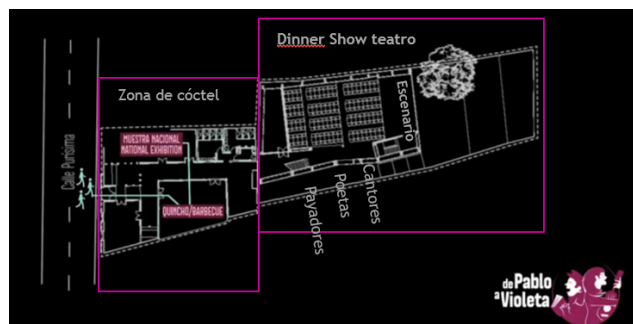 Dinner Show teatro
Zona de cóctel
Escenario
MUESTRA NACIONAL
NATIONAL EXHIBITION
Calle Purísima
QUINCHO/BARBECUE
Cantores
Poetas
Payadores
de Pablo
a Violeta